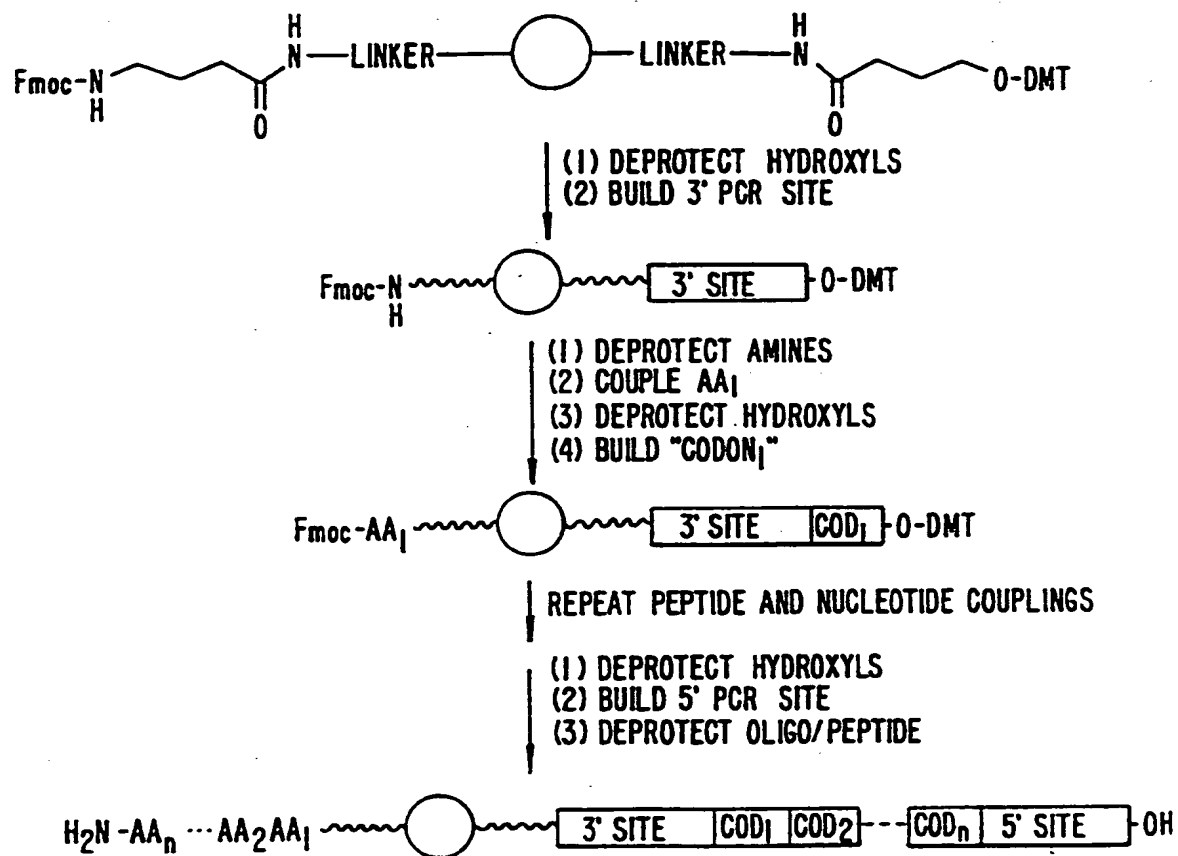 H
N—LINKER—LINKER—N
H
Fmoc-N
H
O
O
O-DMT
(1) DEPROTECT HYDROXYLS
(2) BUILD 3' PCR SITE
Fmoc-N
H
3' SITE
O-DMT
(1) DEPROTECT AMINES
(2) COUPLE AA1
(3) DEPROTECT HYDROXYLS
(4) BUILD "CODON1"
Fmoc-AA1
3' SITE COD1 O-DMT
REPEAT PEPTIDE AND NUCLEOTIDE COUPLINGS
(1) DEPROTECT HYDROXYLS
(2) BUILD 5' PCR SITE
(3) DEPROTECT OLIGO/PEPTIDE
H2N-AAn ···AA2AA1 3' SITE COD1 COD2 --- CODn 5' SITE -OH